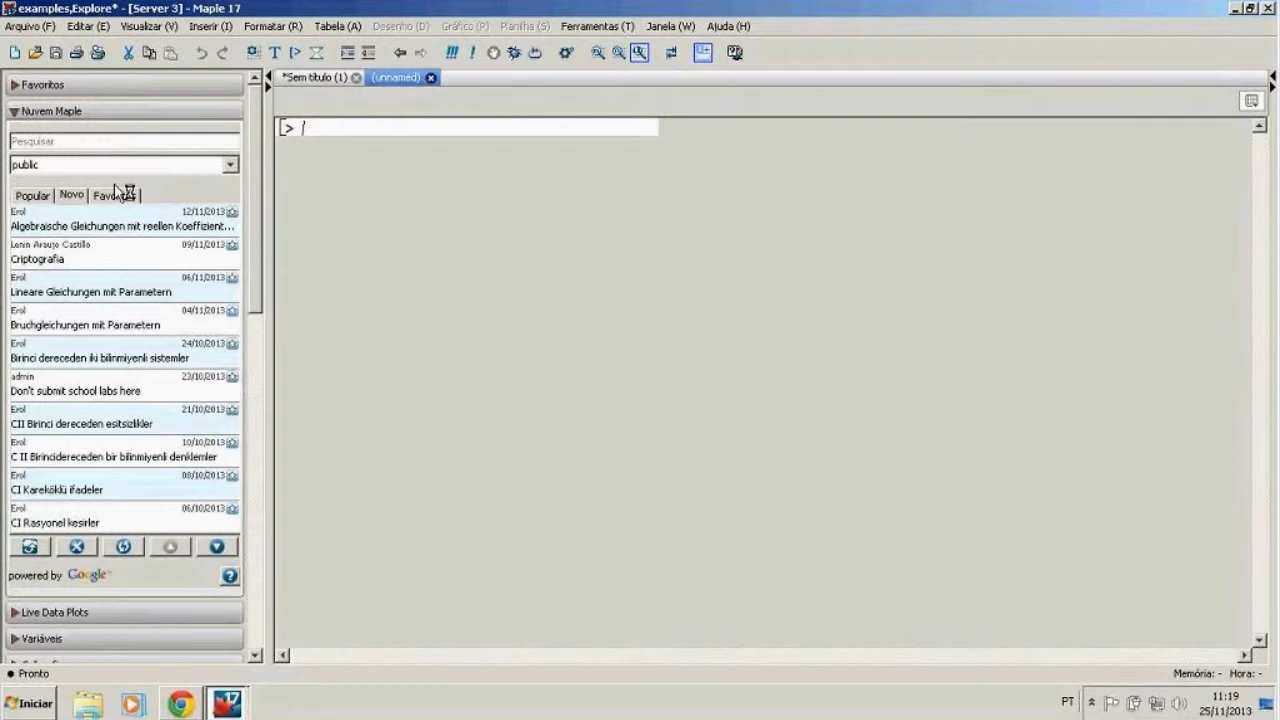 examples,Explore* - [Server 3] - Maple 17
Arquivo (F) Editar (E) Visualizar (V) Inserir (I) Formatar (R) Tabela (A) Desenho (D) Gráfico (P) Planilha (S) Ferramentas (T) Janela (W) Ajuda (H)
Favoritos
*Sem título (1) (unnamed)
Nuvem Maple
[>
Pesquisar
public
Popular Novo
Erol 12/11/2013
Algebraische Gleichungen mit reellen Koeffizient...
Lenin Araujo Castillo 09/11/2013
Criptografia
Erol 06/11/2013
Lineare Gleichungen mit Parametern
Erol 04/11/2013
Bruchgleichungen mit Parametern
Erol 24/10/2013
Birinci dereceden iki bilinmiyenli sistemler
admin 23/10/2013
Don't submit school labs here
Erol 21/10/2013
CII Birinci dereceden esitsizlikler
Erol 10/10/2013
C II Birincidereceden bir bilinmiyenli denklemler
Erol 08/10/2013
CI Kareköklü ifadeler
Erol 06/10/2013
CI Rasyonel kesirler
powered by Google
Live Data Plots
Variáveis
Pronto Memória: - Hora: -
Iniciar 17 PT 11:19
25/11/2013